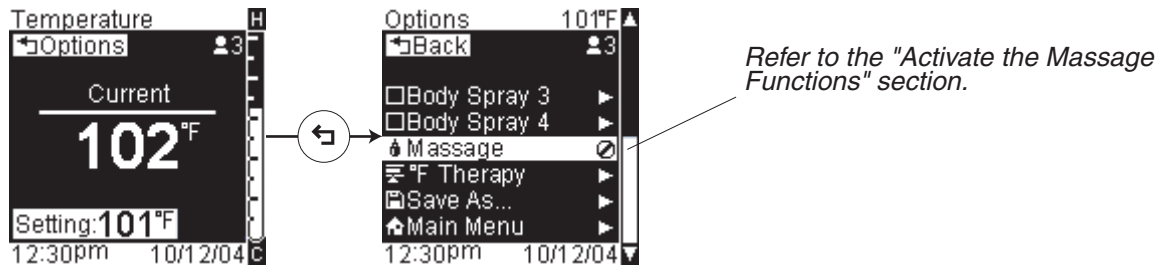 Temperature H
Options 3
Current
102°F
Setting:101°F
12:30pm 10/12/04 C
Options 101°F
Back 3
Body Spray 3
Body Spray 4
Massage
°F Therapy
Save As...
Main Menu
12:30pm 10/12/04
Refer to the "Activate the Massage
Functions" section.